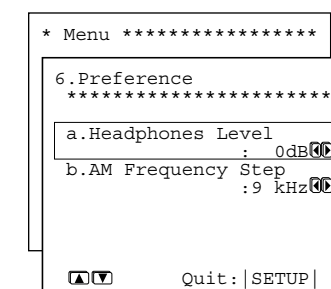 * Menu *****************
6.Preference
***********************
a.Headphones Level
: 0dB
b.AM Frequency Step
:9 kHz
Quit:|SETUP|